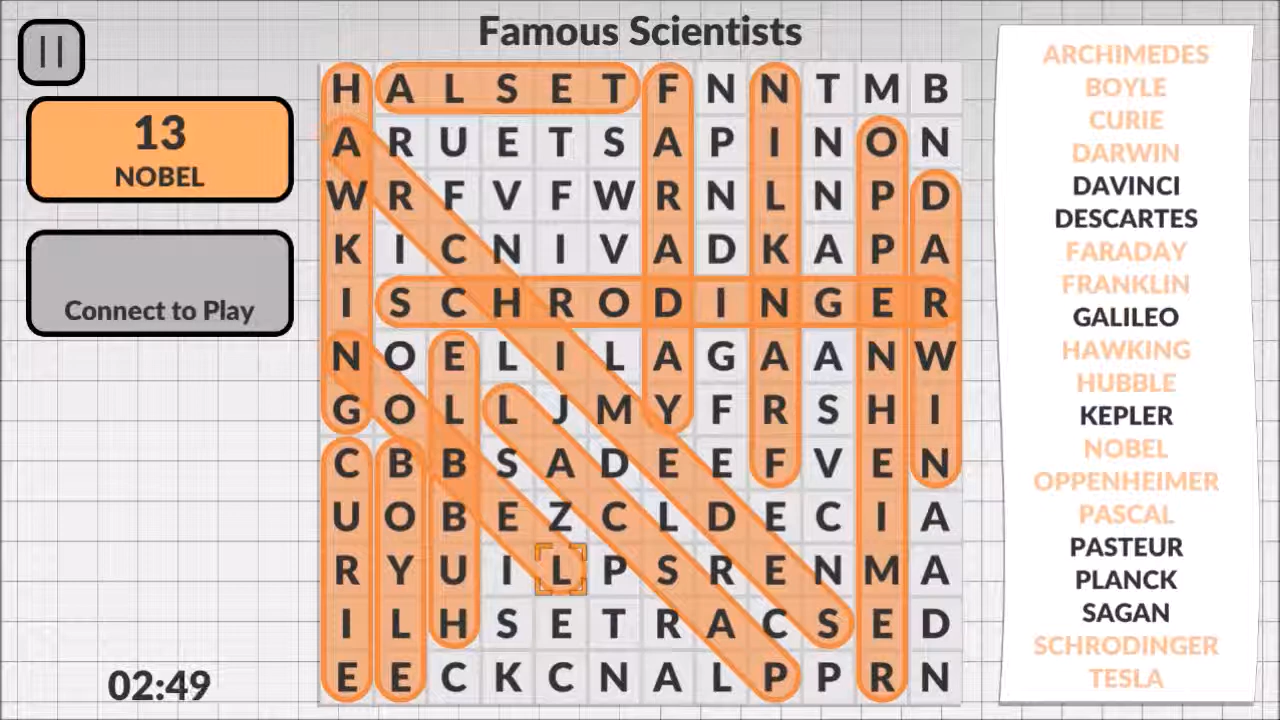 Famous Scientists
13
NOBEL
Connect to Play
02:49
H A L S E T F N N T M B
A R U E T S A P I N O N
W R F V F W R N L N P D
K I C N I V A D K A P A
I S C H R O D I N G E R
N O E L I L A G A A N W
G O L L J M Y F R S H I
C B B S A D E E F V E N
U O B E Z C L D E C I A
R Y U I L P S R E N M A
I L H S E T R A C S E D
E E C K C N A L P P R N
ARCHIMEDES
BOYLE
CURIE
DARWIN
DAVINCI
DESCARTES
FARADAY
FRANKLIN
GALILEO
HAWKING
HUBBLE
KEPLER
NOBEL
OPPENHEIMER
PASCAL
PASTEUR
PLANCK
SAGAN
SCHRODINGER
TESLA